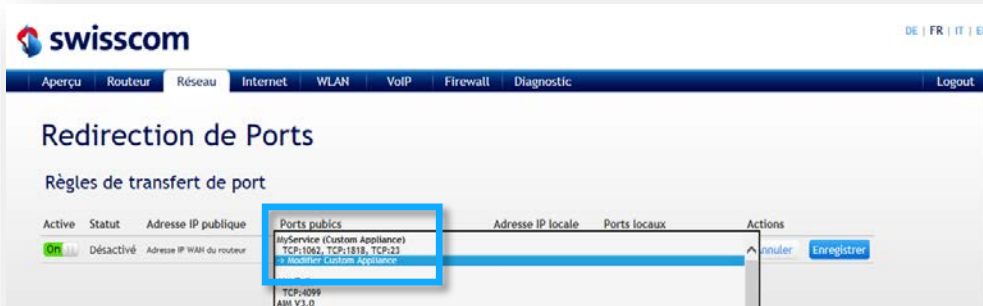 swisscom
DE | FR | IT |
Aperçu Routeur Réseau Internet WLAN VoIP Firewall Diagnostic Logout
Redirection de Ports
Règles de transfert de port
Active Statut Adresse IP publique Ports pubics Adresse IP locale Ports locaux Actions
MyService (Custom Appliance)
On Désactivé Adresse IP WAN du routeur TCP:1062, TCP:1818, TCP:23 Annuler Enregistrer
-> Modifier Custom Appliance
TCP:4099
AIM V3.0